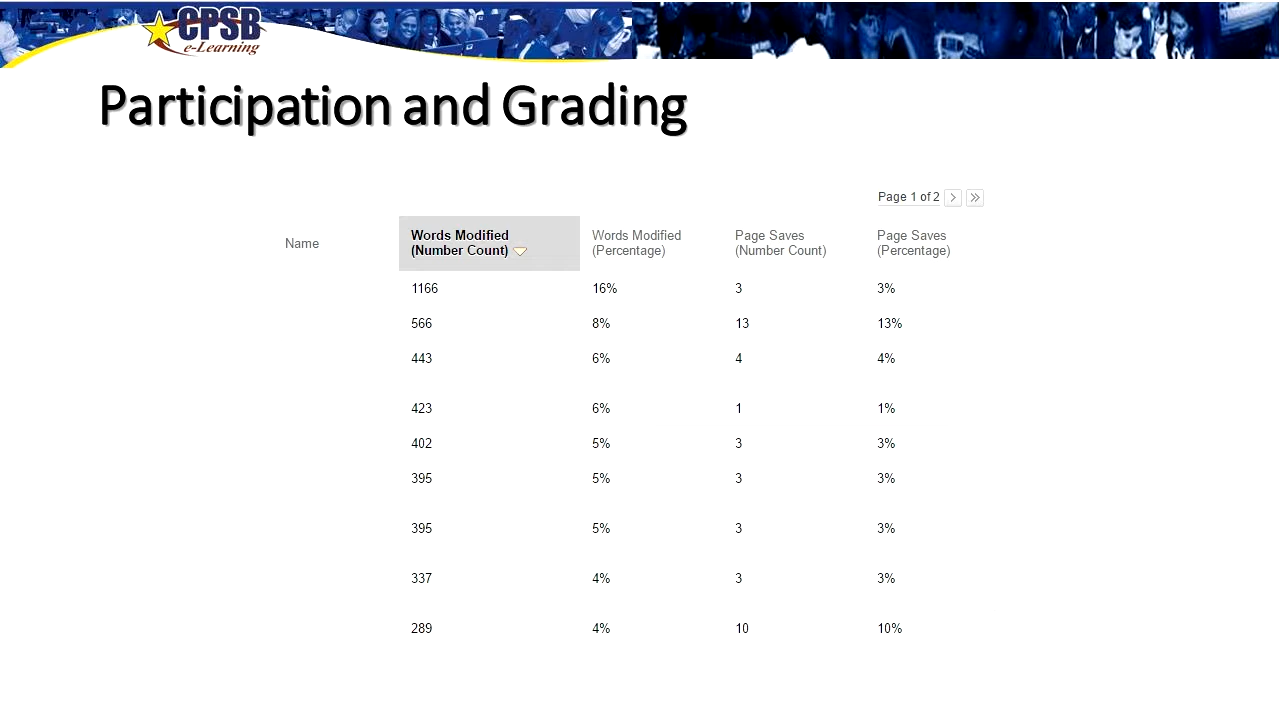 CPSB
e-Learning
Participation and Grading
Page 1 of 2
Name
Words Modified
(Number Count)
Words Modified
(Percentage)
Page Saves
(Number Count)
Page Saves
(Percentage)
1166 16% 3 3%
566 8% 13 13%
443 6% 4 4%
423 6% 1 1%
402 5% 3 3%
395 5% 3 3%
395 5% 3 3%
337 4% 3 3%
289 4% 10 10%